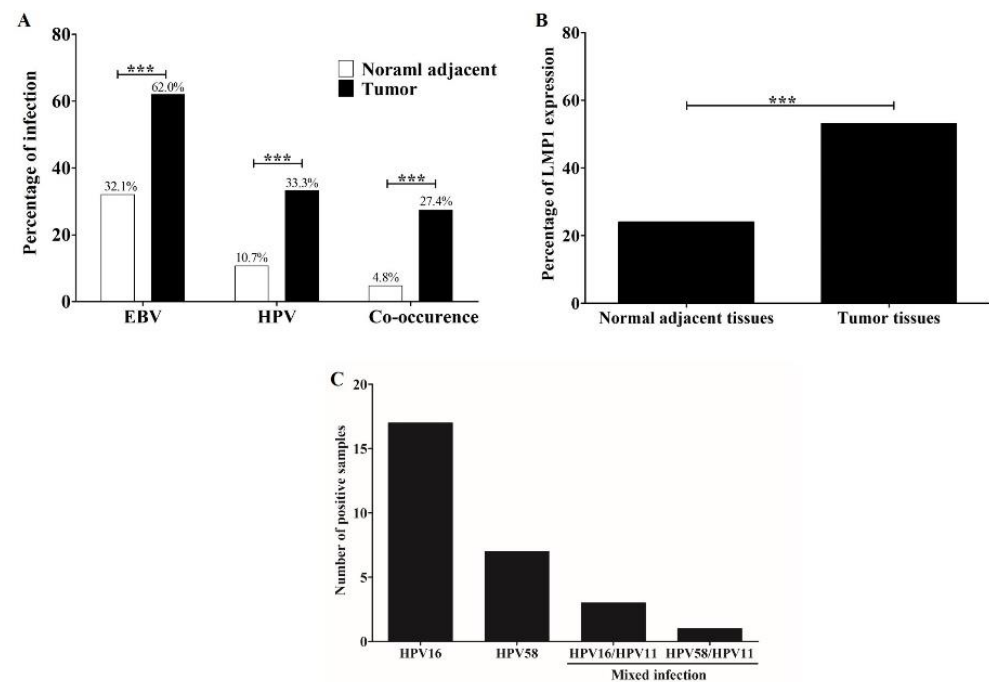 A
Percentage of infection
80
60
40
20
0
***
62.0%
32.1%
***
33.3%
10.7%
***
27.4%
4.8%
Noraml adjacent
Tumor
EBV HPV Co-occurence
B
Percentage of LMP1 expression
80
60
40
20
0
***
Normal adjacent tissues Tumor tissues
C
Number of positive samples
20
15
10
5
0
HPV16 HPV58 HPV16/HPV11 HPV58/HPV11
Mixed infection